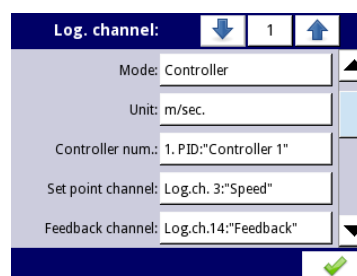 Log. channel: 1
Mode: Controller
Unit: m/sec.
Controller num.: 1. PID:"Controller 1"
Set point channel: Log.ch. 3:"Speed"
Feedback channel: Log.ch.14:"Feedback"